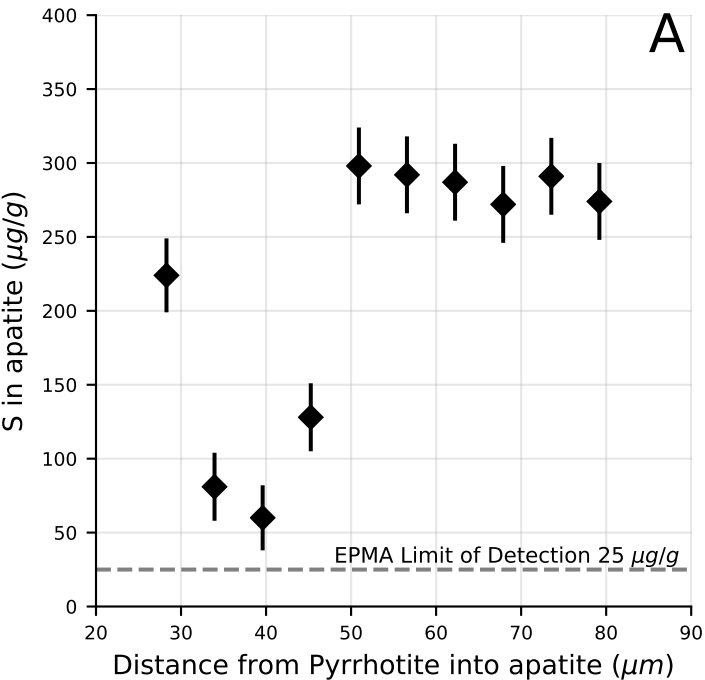 A
400
350
300
250
200
150
100
50
0
S in apatite (μg/g)
EPMA Limit of Detection 25 μg/g
20 30 40 50 60 70 80 90
Distance from Pyrrhotite into apatite (μm)